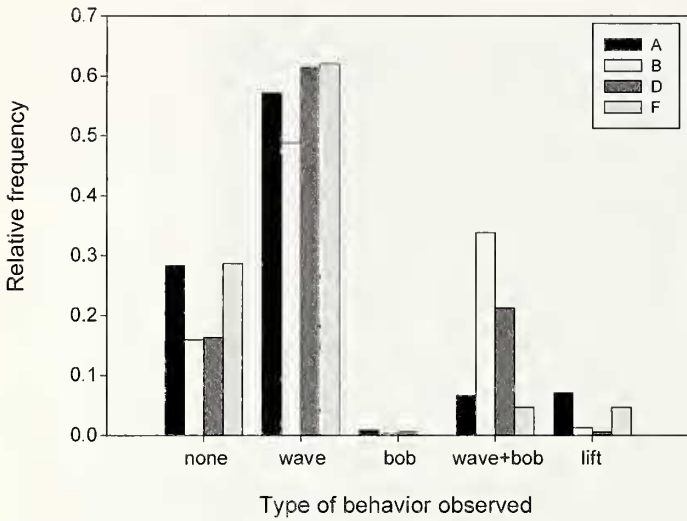 Relative frequency
0.7
0.6
0.5
0.4
0.3
0.2
0.1
0.0
A
B
D
F
none wave bob wave+bob lift
Type of behavior observed